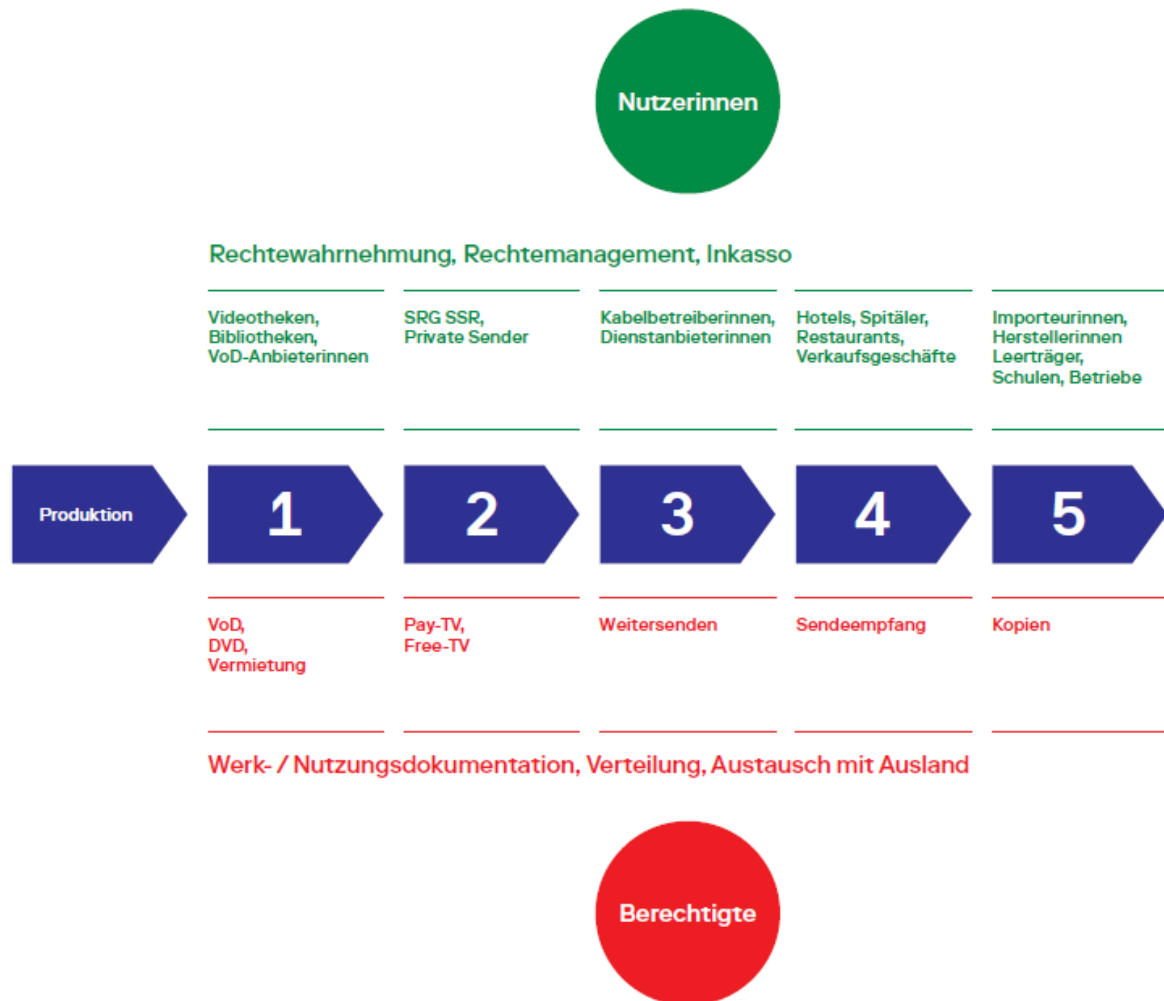 Nutzerinnen
Rechtewahrnehmung, Rechtemanagement, Inkasso
Videotheken,
Bibliotheken,
VoD-Anbieterinnen
SRG SSR,
Private Sender
Kabelbetreiberinnen,
Dienstanbieterinnen
Hotels, Spitäler,
Restaurants,
Verkaufsgeschäfte
Importeurinnen,
Herstellerinnen
Leerträger,
Schulen, Betriebe
Produktion
1
2
3
4
5
VoD,
DVD,
Vermietung
Pay-TV,
Free-TV
Weitersenden
Sendeempfang
Kopien
Werk- / Nutzungsdokumentation, Verteilung, Austausch mit Ausland
Berechtigte